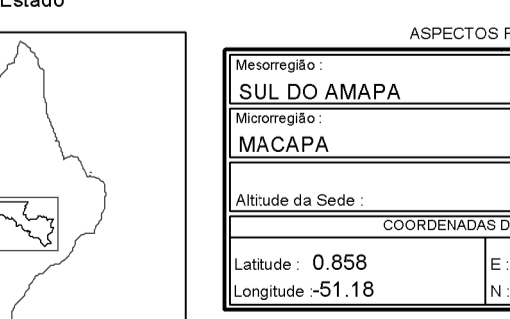 Estado
ASPECTOS F
Mesorregião :
SUL DO AMAPA
Microrregião :
MACAPA
Altitude da Sede :
COORDENADAS D
Latitude : 0.858
E :
Longitude :-51.18
N :